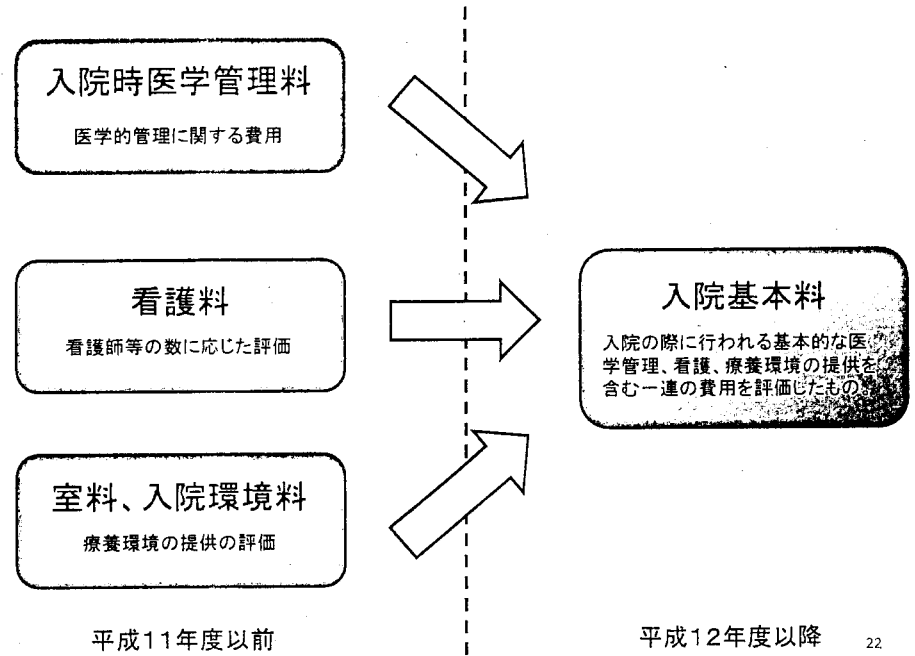 入院時医学管理料
医学的管理に関する費用
看護料
看護師等の数に応じた評価
室料、入院環境料
療養環境の提供の評価
平成11年度以前
入院基本料
入院の際に行われる基本的な医
学管理、看護、療養環境の提供を
含む一連の費用を評価したもの
平成12年度以降
22